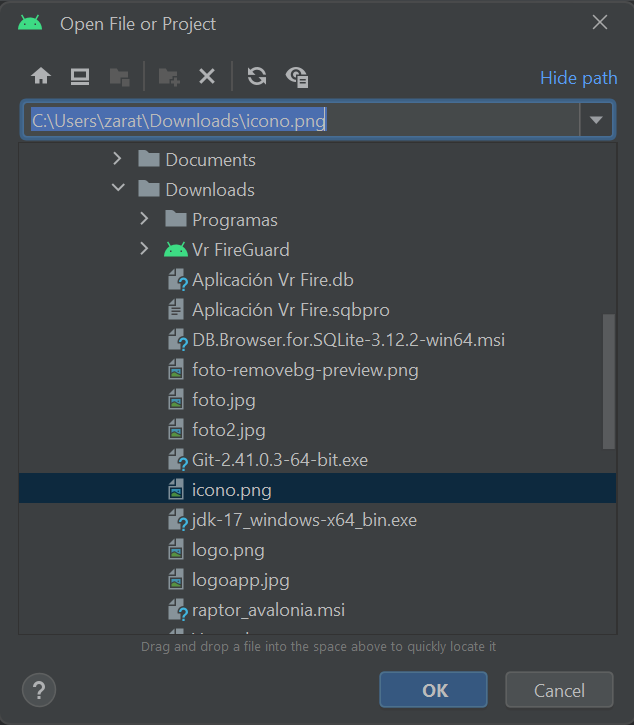 Open File or Project
Hide path
C:\Users\zarat\Downloads\icono.png
Documents
Downloads
Programas
Vr FireGuard
Aplicación Vr Fire.db
Aplicación Vr Fire.sqbpro
DB.Browser.for.SQLite-3.12.2-win64.msi
foto-removebg-preview.png
foto.jpg
foto2.jpg
Git-2.41.0.3-64-bit.exe
icono.png
jdk-17_windows-x64_bin.exe
logo.png
logoapp.jpg
raptor_avalonia.msi
Drag and drop a file into the space above to quickly locate it
?
OK
Cancel